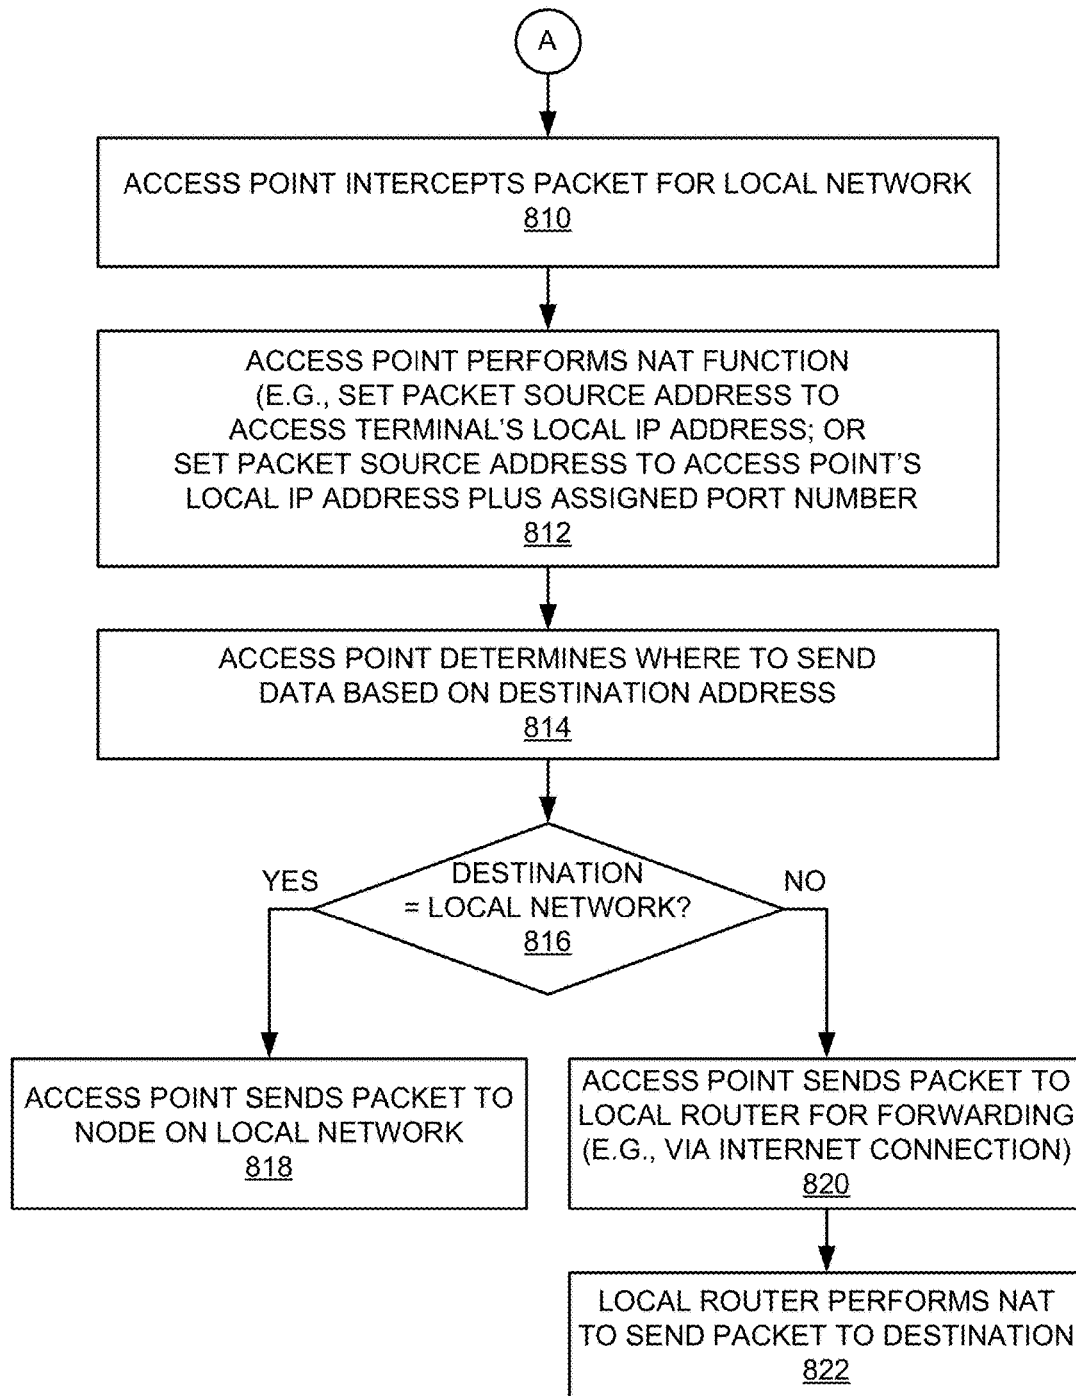 A
ACCESS POINT INTERCEPTS PACKET FOR LOCAL NETWORK
810
ACCESS POINT PERFORMS NAT FUNCTION
(E.G., SET PACKET SOURCE ADDRESS TO
ACCESS TERMINAL'S LOCAL IP ADDRESS; OR
SET PACKET SOURCE ADDRESS TO ACCESS POINT'S
LOCAL IP ADDRESS PLUS ASSIGNED PORT NUMBER
812
ACCESS POINT DETERMINES WHERE TO SEND
DATA BASED ON DESTINATION ADDRESS
814
DESTINATION
= LOCAL NETWORK?
816
YES
NO
ACCESS POINT SENDS PACKET TO
NODE ON LOCAL NETWORK
818
ACCESS POINT SENDS PACKET TO
LOCAL ROUTER FOR FORWARDING
(E.G., VIA INTERNET CONNECTION)
820
LOCAL ROUTER PERFORMS NAT
TO SEND PACKET TO DESTINATION
822